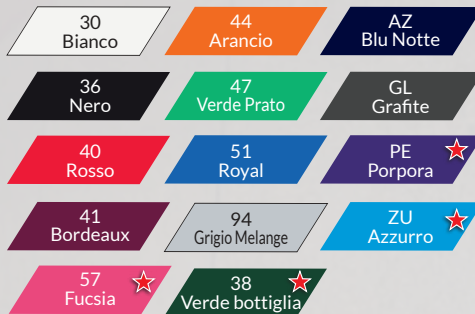 30
Bianco
44
Arancio
AZ
Blu Notte
36
Nero
47
Verde Prato
GL
Grafite
40
Rosso
51
Royal
PE
Porpora
41
Bordeaux
94
Grigio Melange
ZU
Azzurro
57
Fucsia
38
Verde bottiglia